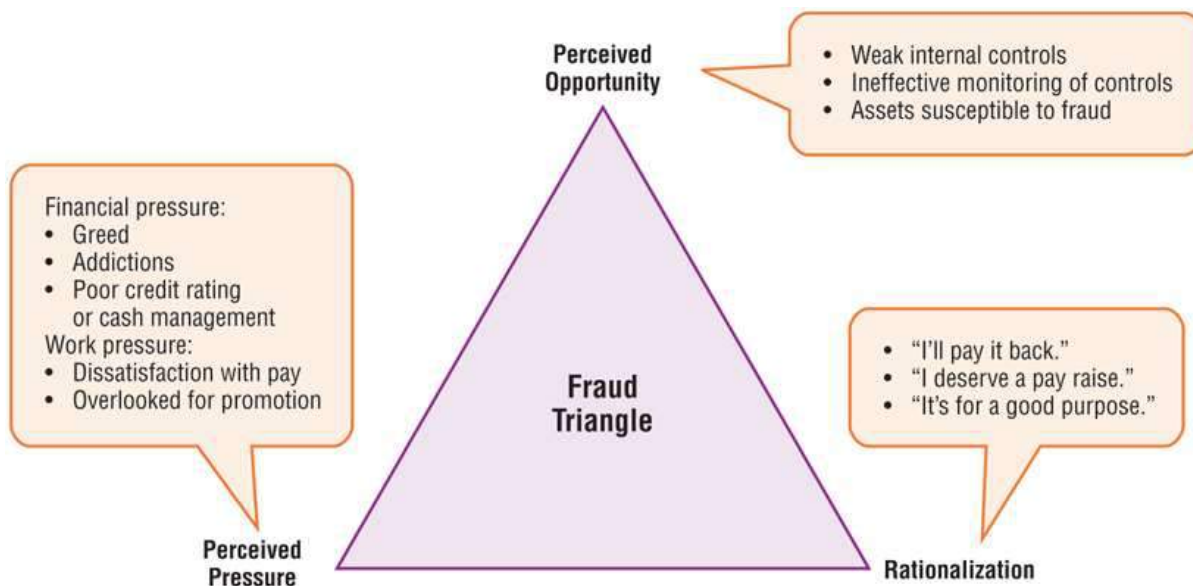 Perceived
Opportunity
• Weak internal controls
• Ineffective monitoring of controls
• Assets susceptible to fraud
Financial pressure:
• Greed
• Addictions
• Poor credit rating
or cash management
Work pressure:
• Dissatisfaction with pay
• Overlooked for promotion
Fraud
Triangle
• “I’ll pay it back.”
• “I deserve a pay raise.”
• “It’s for a good purpose.”
Perceived
Pressure
Rationalization